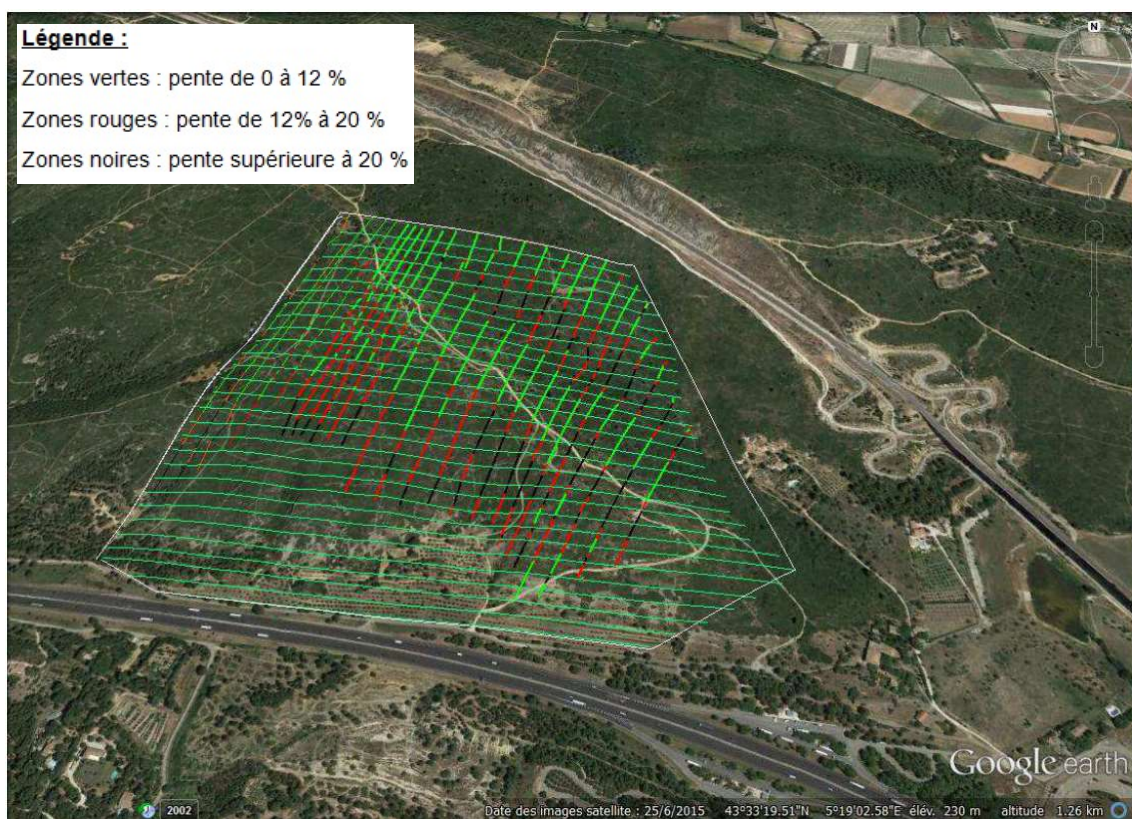 Légende :
Zones vertes : pente de 0 à 12 %
Zones rouges : pente de 12% à 20 %
Zones noires : pente supérieure à 20 %
N
Google earth
2002
Date des images satellite : 25/6/2015 43°33'19.51"N 5°19'02.58"E élév. 230 m altitude 1.26 km